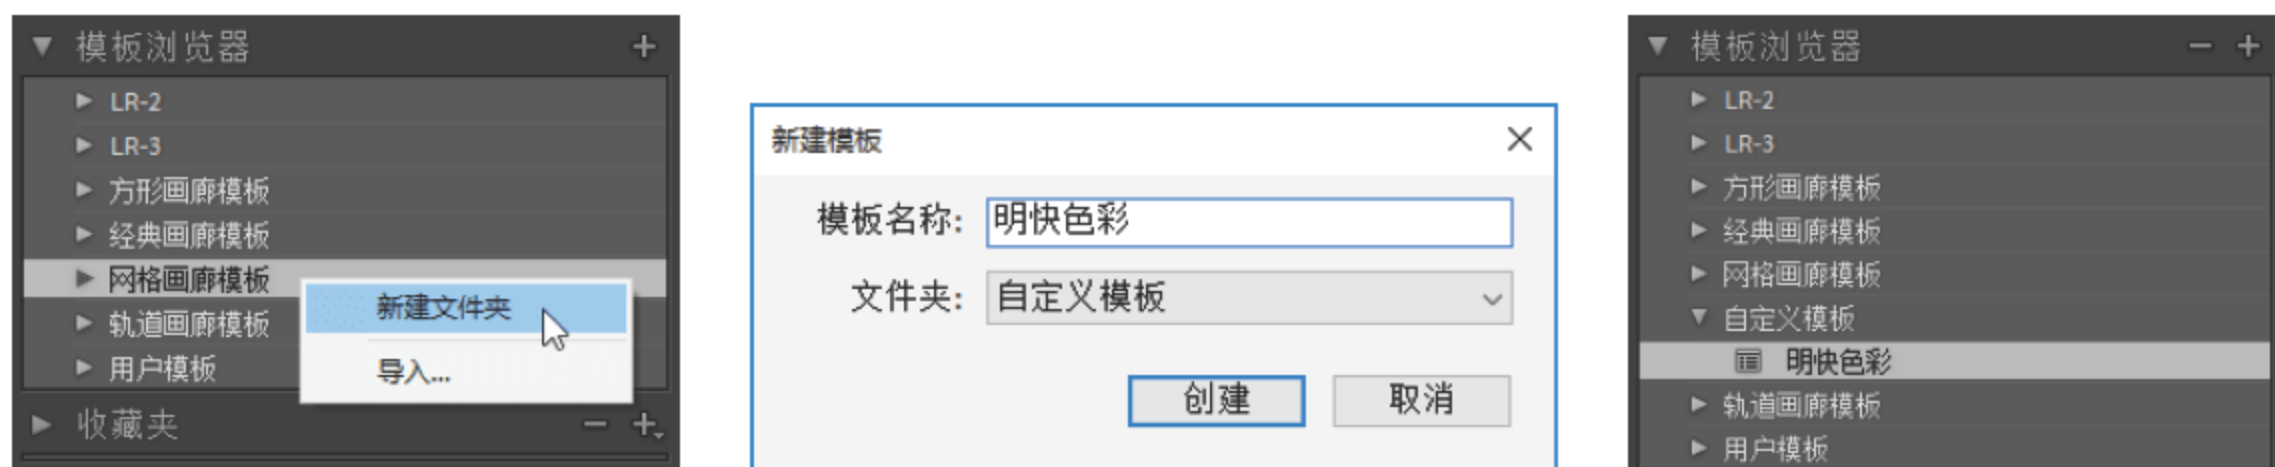 模板浏览器
LR-2
LR-3
方形画廊模板
经典画廊模板
网格画廊模板
轨道画廊模板
用户模板
新建文件夹
导入...
收藏夹
新建模板
模板名称: 明快色彩
文件夹: 自定义模板
创建 取消
模板浏览器
LR-2
LR-3
方形画廊模板
经典画廊模板
网格画廊模板
自定义模板
明快色彩
轨道画廊模板
用户模板